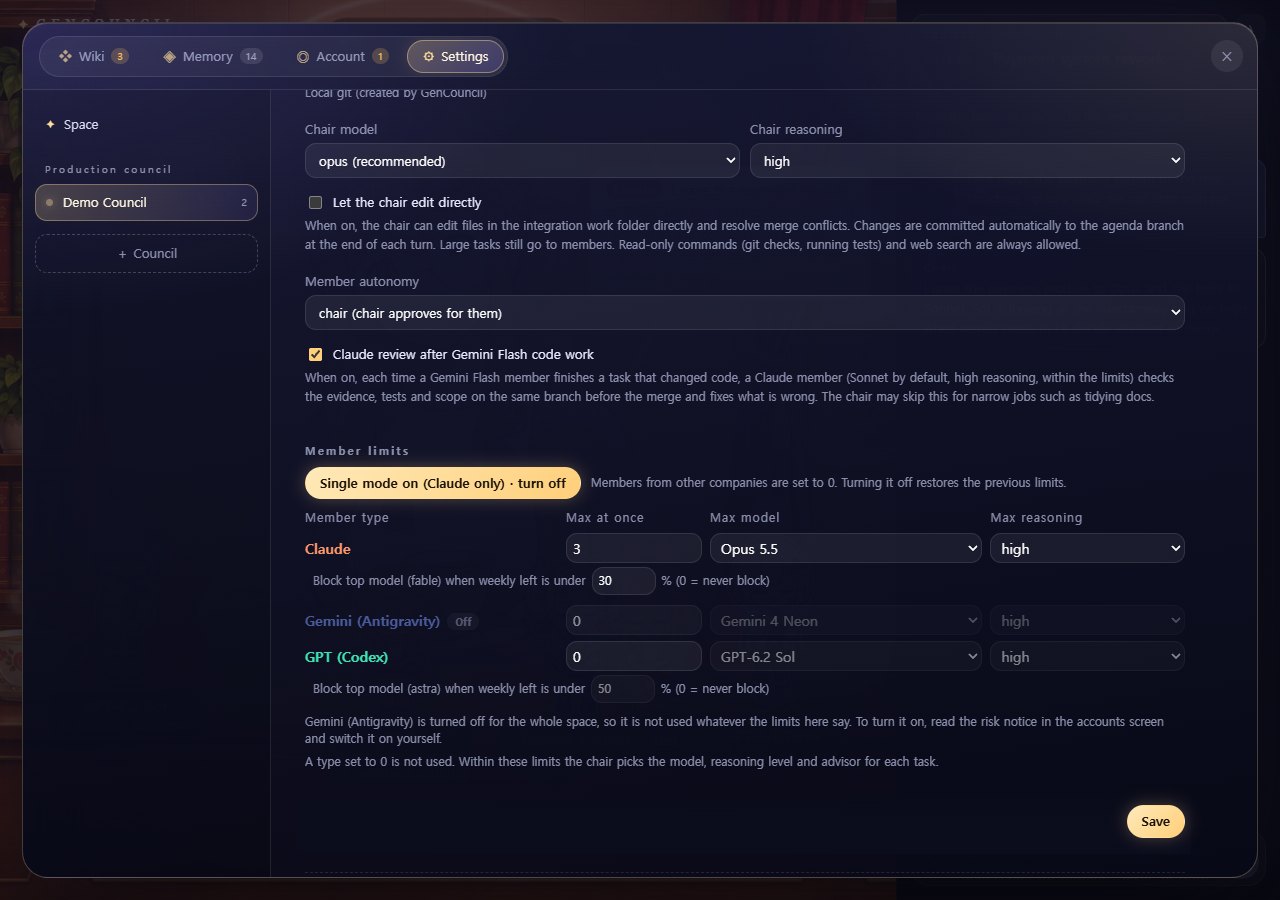 GENCOUNCIL
Wiki 3
Memory 14
Account 1
Settings
Space
Production council
Demo Council 2
+ Council
Local git (created by GenCouncil)
Chair model
Chair reasoning
opus (recommended)
high
Let the chair edit directly
When on, the chair can edit files in the integration work folder directly and resolve merge conflicts. Changes are committed automatically to the agenda branch
at the end of each turn. Large tasks still go to members. Read-only commands (git checks, running tests) and web search are always allowed.
Member autonomy
chair (chair approves for them)
Claude review after Gemini Flash code work
When on, each time a Gemini Flash member finishes a task that changed code, a Claude member (Sonnet by default, high reasoning, within the limits) checks
the evidence, tests and scope on the same branch before the merge and fixes what is wrong. The chair may skip this for narrow jobs such as tidying docs.
Member limits
Single mode on (Claude only) · turn off
Members from other companies are set to 0. Turning it off restores the previous limits.
Member type Max at once Max model Max reasoning
Claude 3 Opus 5.5 high
Block top model (fable) when weekly left is under 30 % (0 = never block)
Gemini (Antigravity) Off 0 Gemini 4 Neon high
GPT (Codex) 0 GPT-6.2 Sol high
Block top model (astra) when weekly left is under 50 % (0 = never block)
Gemini (Antigravity) is turned off for the whole space, so it is not used whatever the limits here say. To turn it on, read the risk notice in the accounts screen
and switch it on yourself.
A type set to 0 is not used. Within these limits the chair picks the model, reasoning level and advisor for each task.
Save